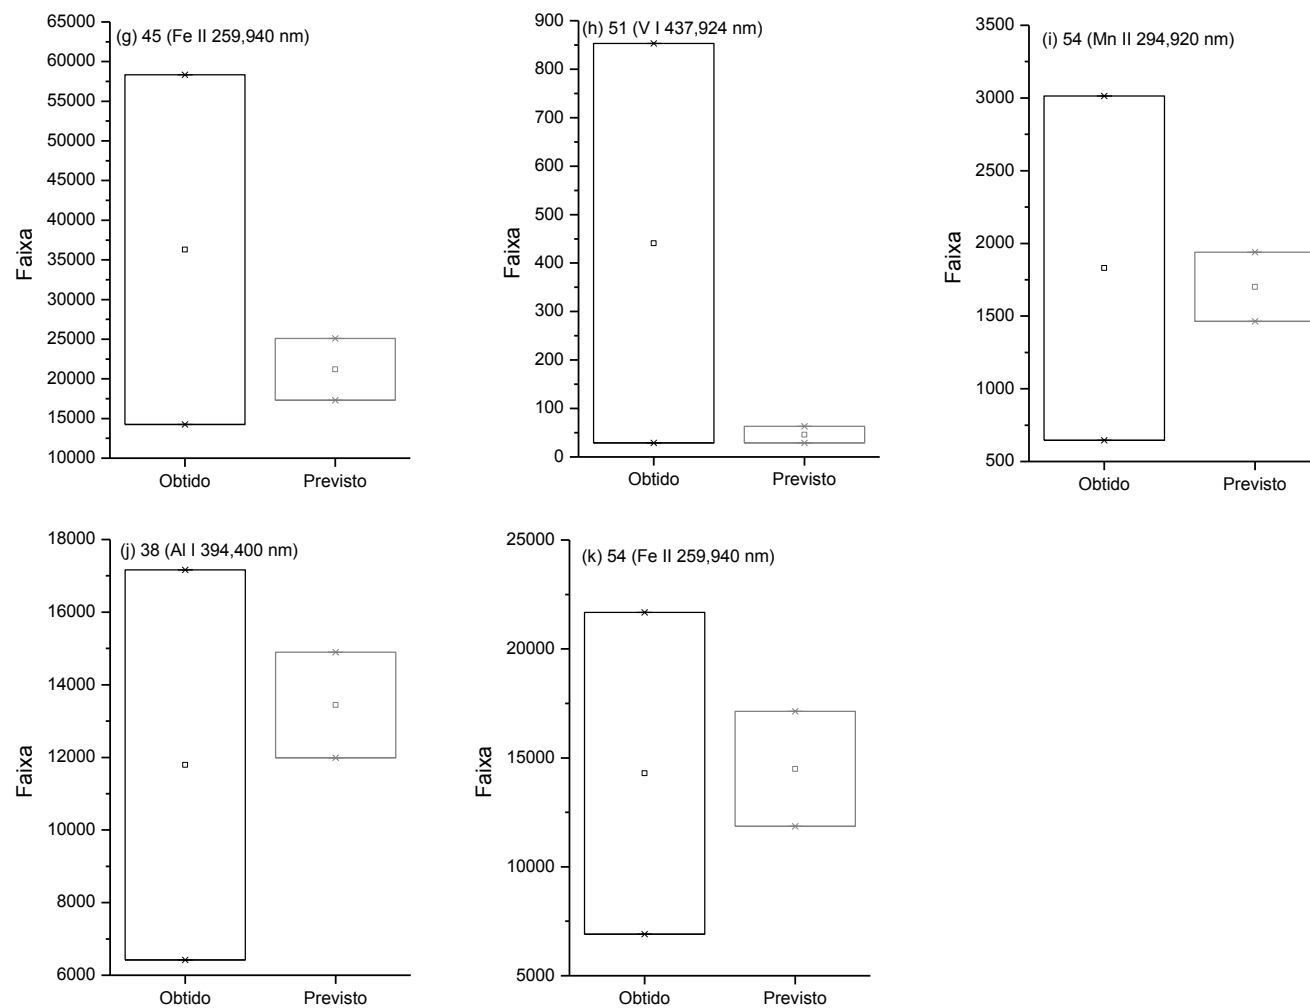 (g) 45 (Fe II 259,940 nm)
Faixa
65000
60000
55000
50000
45000
40000
35000
30000
25000
20000
15000
10000
Obtido Previsto
(h) 51 (V I 437,924 nm)
Faixa
900
800
700
600
500
400
300
200
100
0
Obtido Previsto
(i) 54 (Mn II 294,920 nm)
Faixa
3500
3000
2500
2000
1500
1000
500
Obtido Previsto
(j) 38 (Al I 394,400 nm)
Faixa
18000
16000
14000
12000
10000
8000
6000
Obtido Previsto
(k) 54 (Fe II 259,940 nm)
Faixa
25000
20000
15000
10000
5000
Obtido Previsto